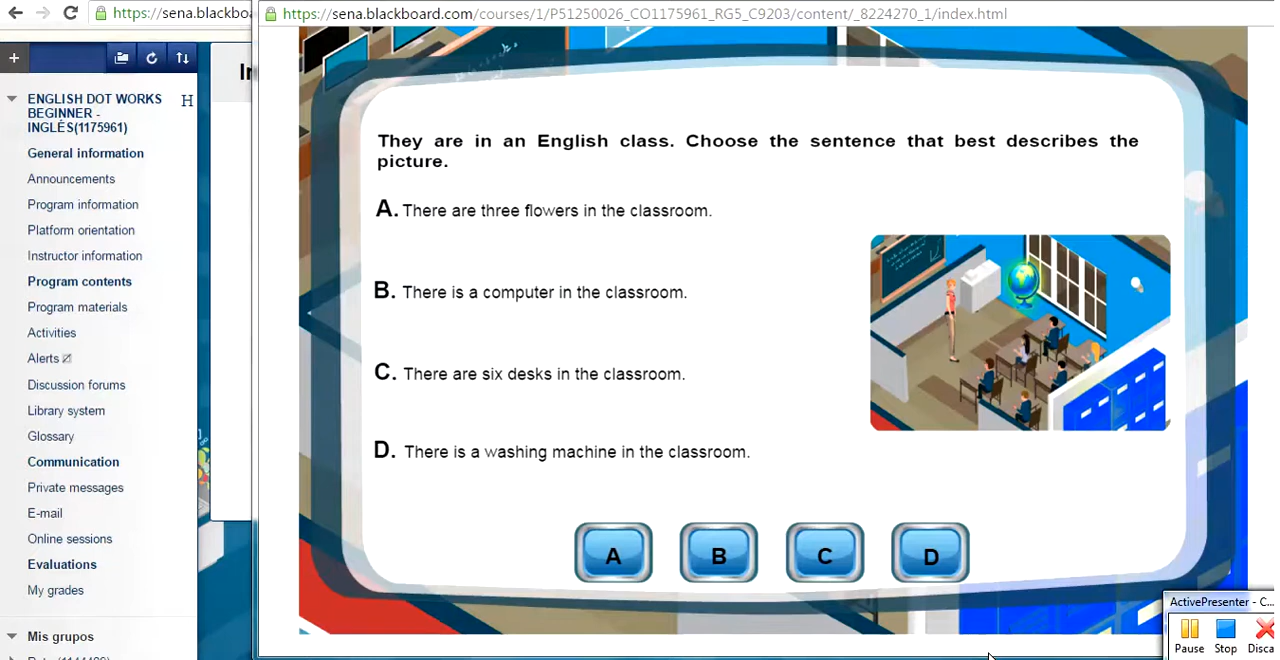 https://sena.blackboa
https://sena.blackboard.com/courses/1/P51250026_CO1175961_RG5_C9203/content/_8224270_1/index.html
ENGLISH DOT WORKS
BEGINNER -
INGLÉS(1175961)
H
General information
Announcements
Program information
Platform orientation
Instructor information
Program contents
Program materials
Activities
Alerts
Discussion forums
Library system
Glossary
Communication
Private messages
E-mail
Online sessions
Evaluations
My grades
Mis grupos
They are in an English class. Choose the sentence that best describes the
picture.
A. There are three flowers in the classroom.
B. There is a computer in the classroom.
C. There are six desks in the classroom.
D. There is a washing machine in the classroom.
A B C D
ActivePresenter - C...
Pause Stop Disca